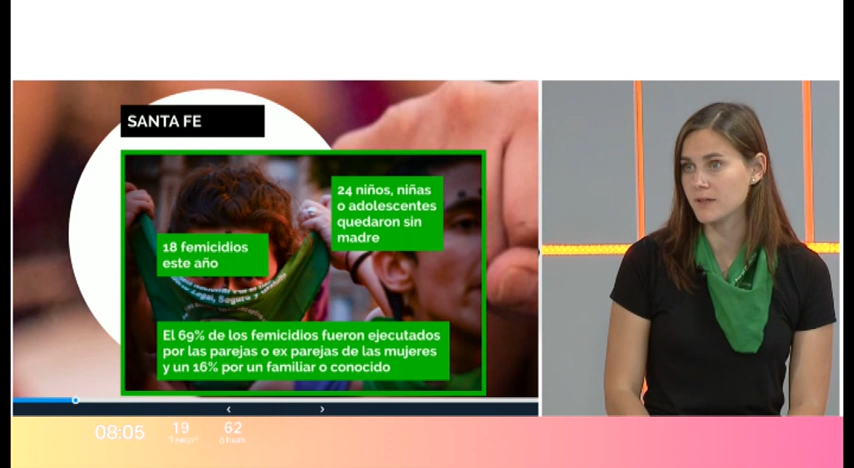 SANTA FE
24 niños, niñas
o adolescentes
quedaron sin
madre
18 femicidios
este año
Legal, Seguro y
El 69% de los femicidios fueron ejecutados
por las parejas o ex parejas de las mujeres
y un 16% por un familiar o conocido
08:05
19
62